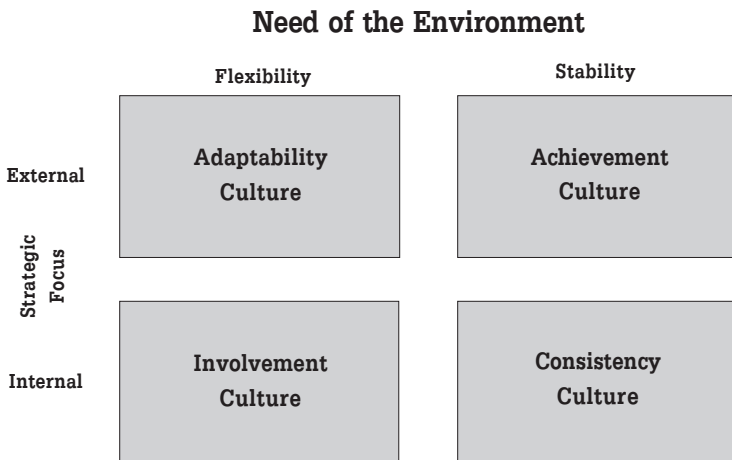 Need of the Environment
Flexibility
Stability
External
Adaptability
Culture
Achievement
Culture
Strategic
Focus
Internal
Involvement
Culture
Consistency
Culture